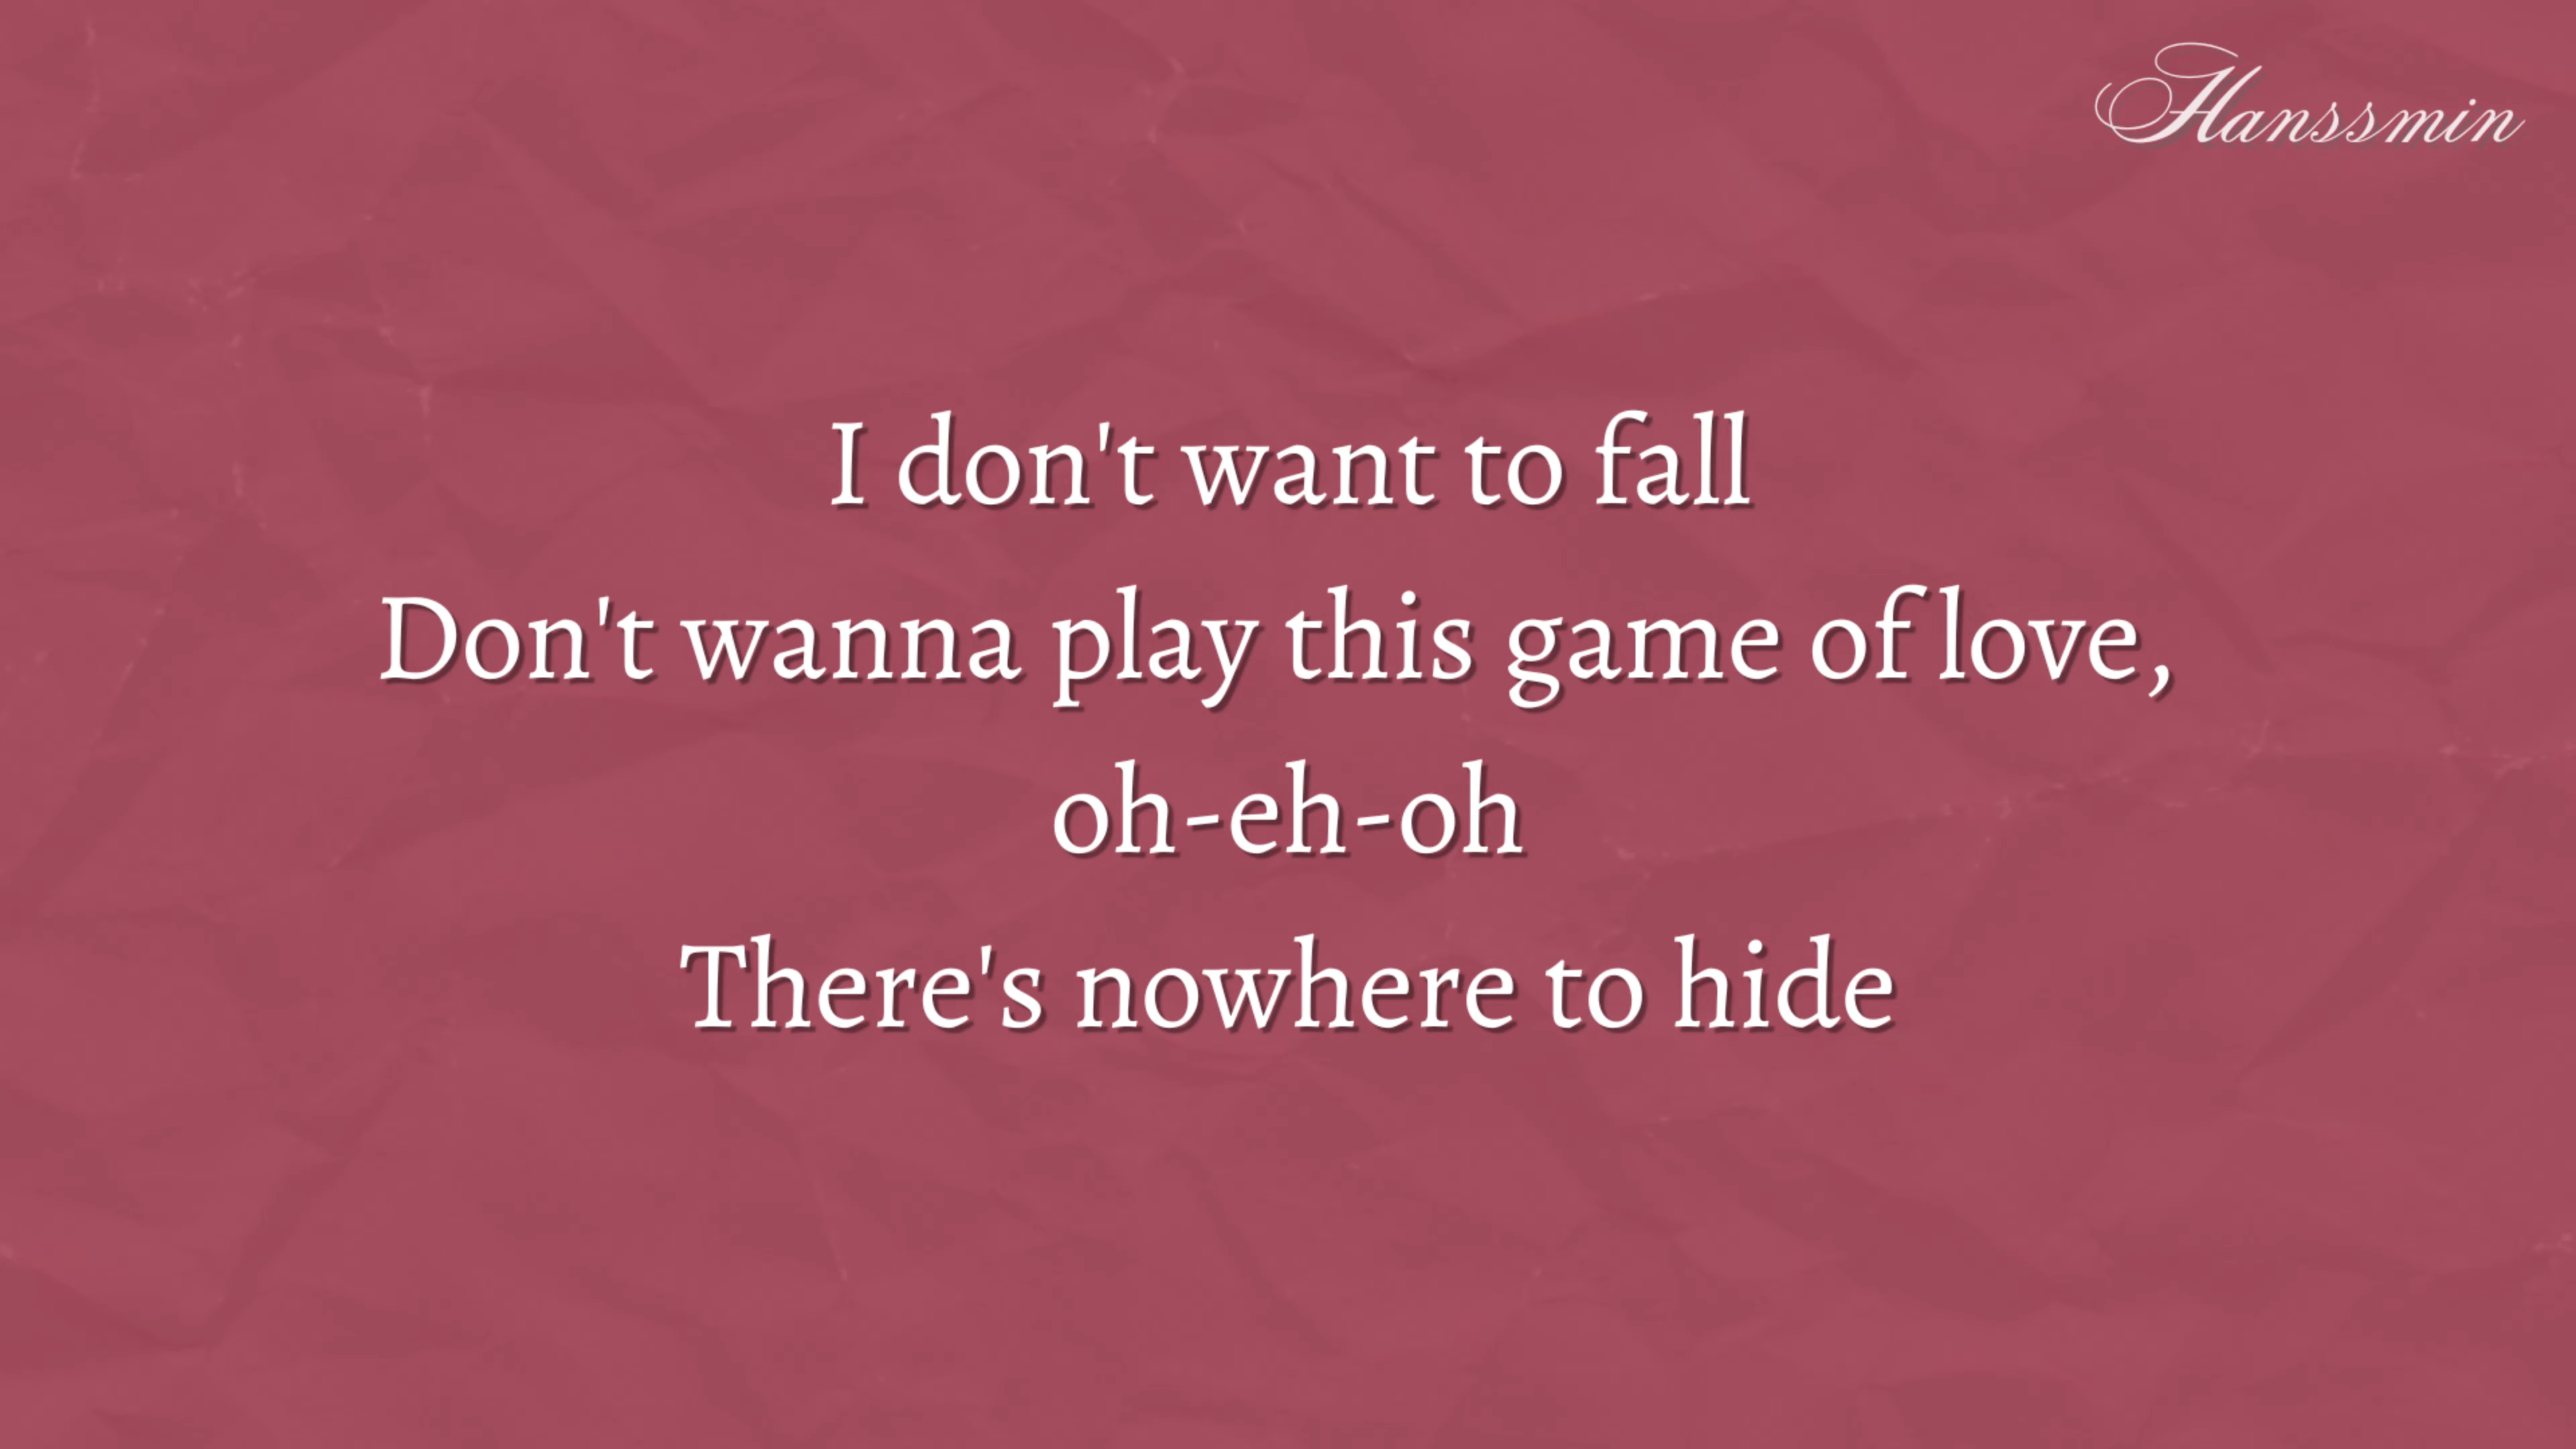 Hanssmin
I don't want to fall
Don't wanna play this game of love,
oh-eh-oh
There's nowhere to hide